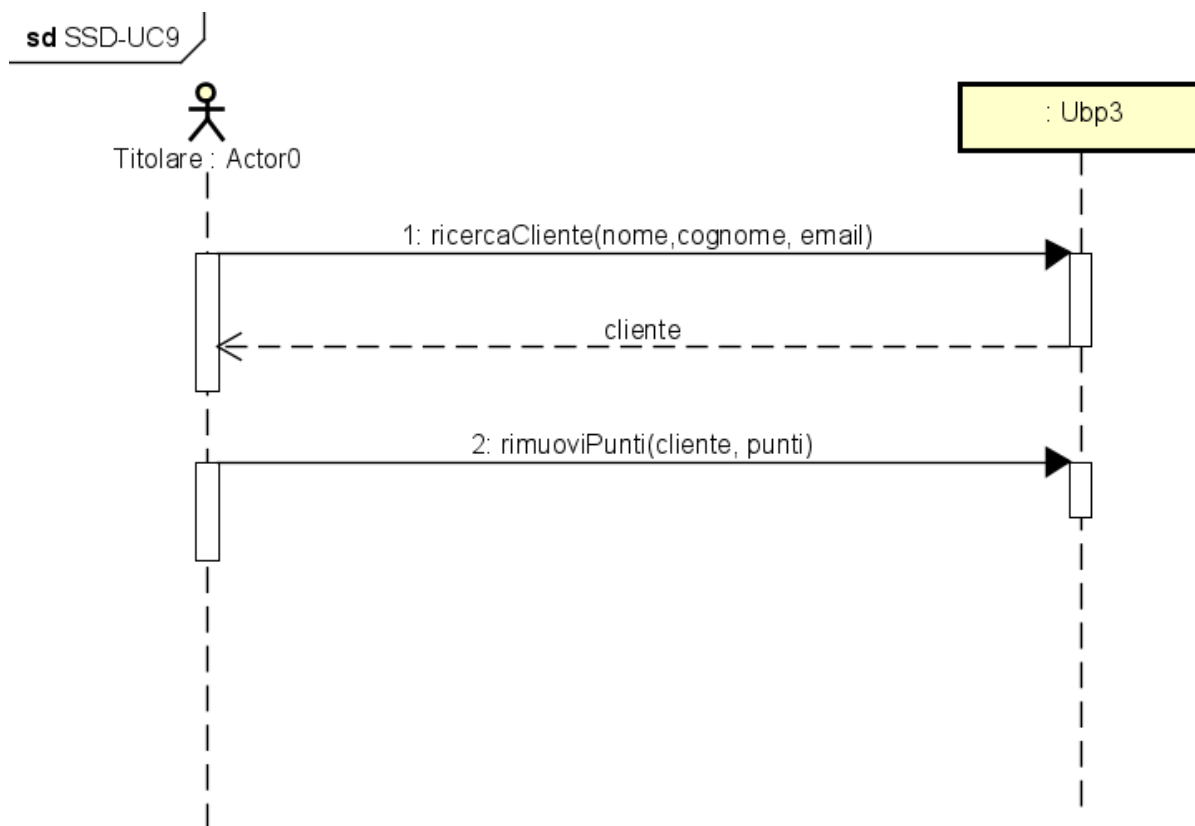 sd SSD-UC9
Titolare : Actor0
: Ubp3
1: ricercaCliente(nome,cognome, email)
cliente
2: rimuoviPunti(cliente, punti)